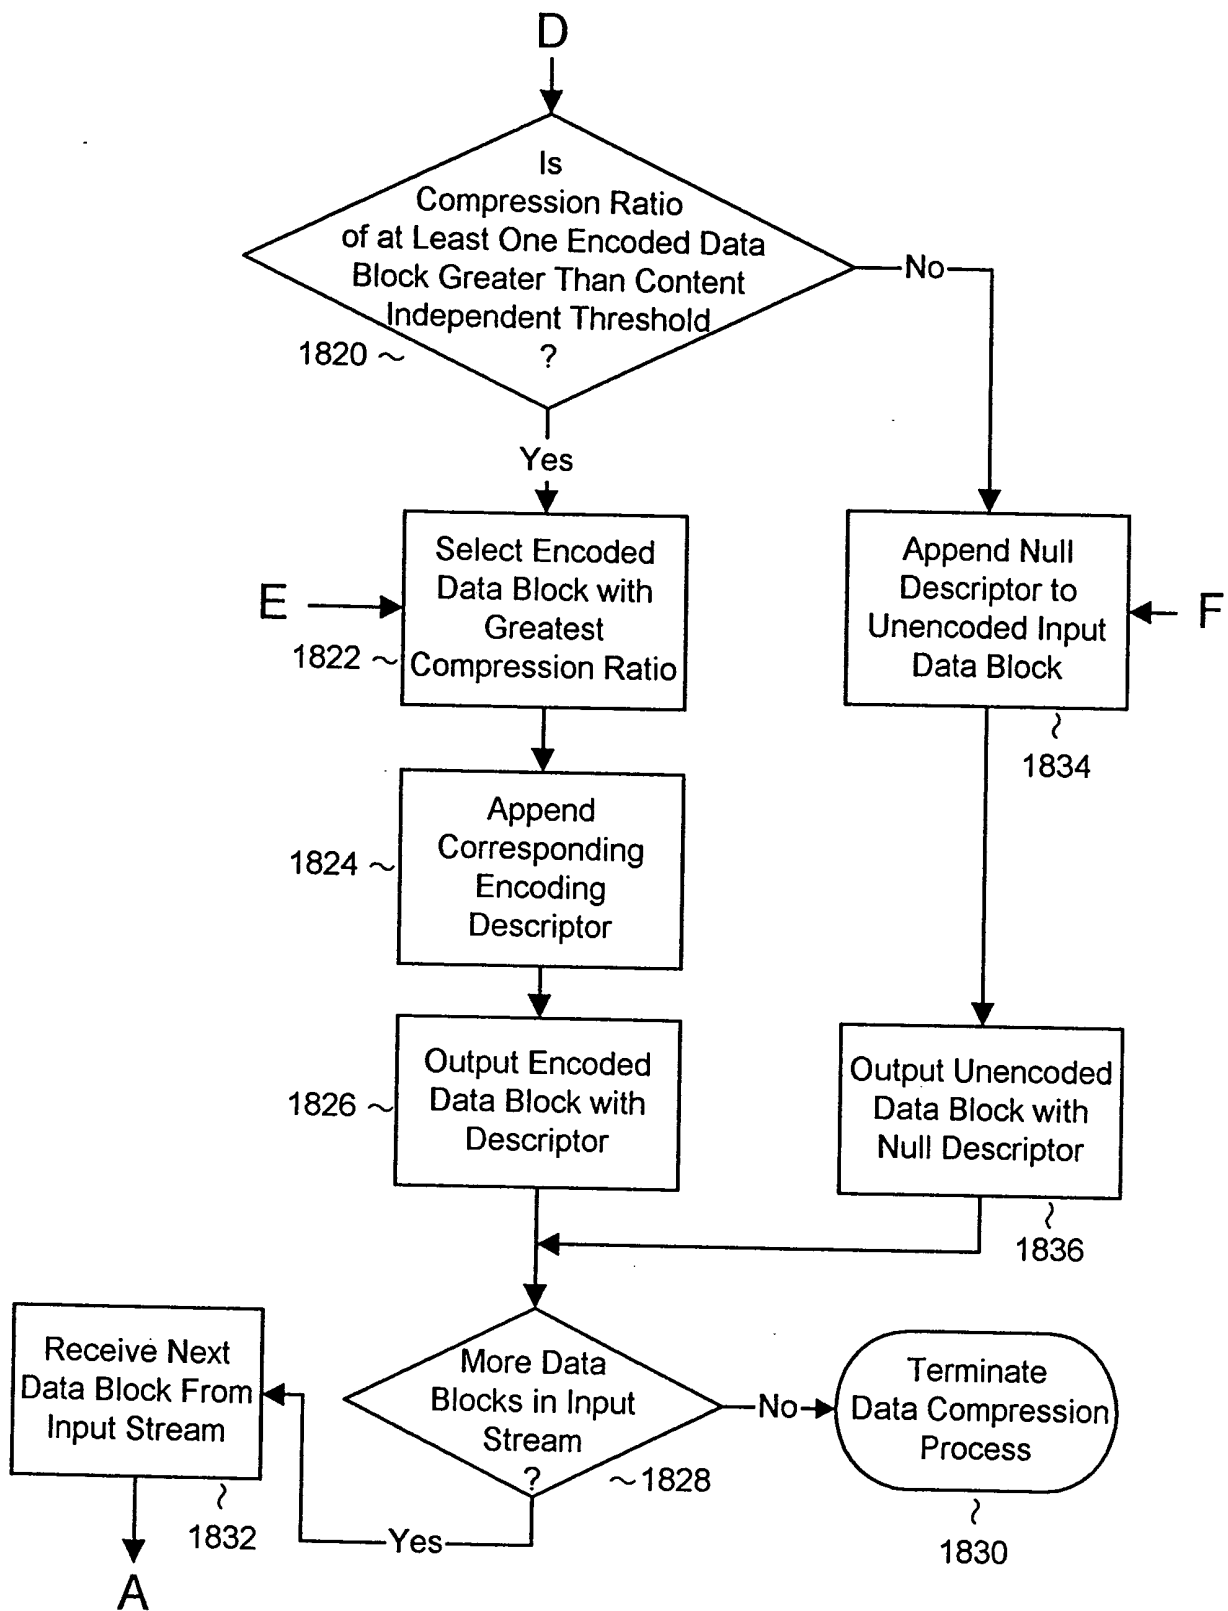 D
Is
Compression Ratio
of at Least One Encoded Data
Block Greater Than Content
Independent Threshold
?
1820 ~
No
Yes
E
Select Encoded
Data Block with
Greatest
Compression Ratio
1822 ~
Append Null
Descriptor to
Unencoded Input
Data Block
F
1834
Append
Corresponding
Encoding
Descriptor
1824 ~
Output Encoded
Data Block with
Descriptor
1826 ~
Output Unencoded
Data Block with
Null Descriptor
1836
Receive Next
Data Block From
Input Stream
1832
A
More Data
Blocks in Input
Stream
?
~1828
Yes
No
Terminate
Data Compression
Process
1830